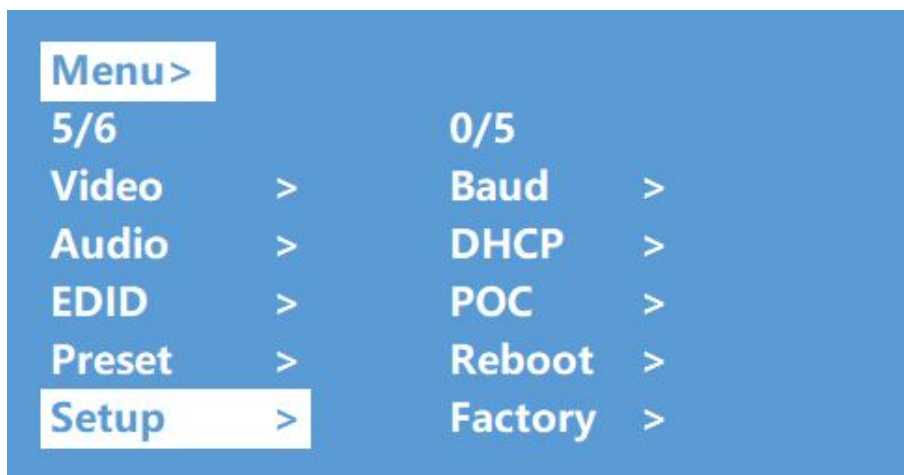 Menu>
5/6 0/5
Video > Baud >
Audio > DHCP >
EDID > POC >
Preset > Reboot >
Setup > Factory >